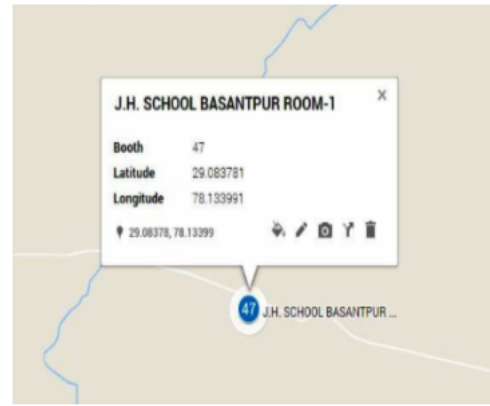 J.H. SCHOOL BASANTPUR ROOM-1 X
Booth 47
Latitude 29.083781
Longitude 78.133991
29.08378, 78.13399
47 J.H. SCHOOL BASANTPUR ...